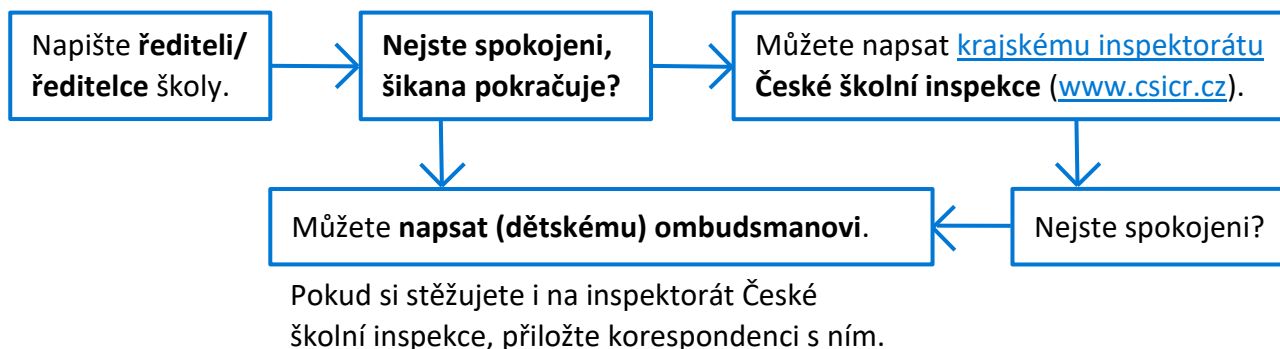 Napište řediteli/
ředitelce školy.
Nejste spokojeni,
šikana pokračuje?
Můžete napsat krajskému inspektorátu
České školní inspekce (www.csicr.cz).
Můžete napsat (dětskému) ombudsmanovi.
Nejste spokojeni?
Pokud si stěžujete i na inspektorát České
školní inspekce, přiložte korespondenci s ním.